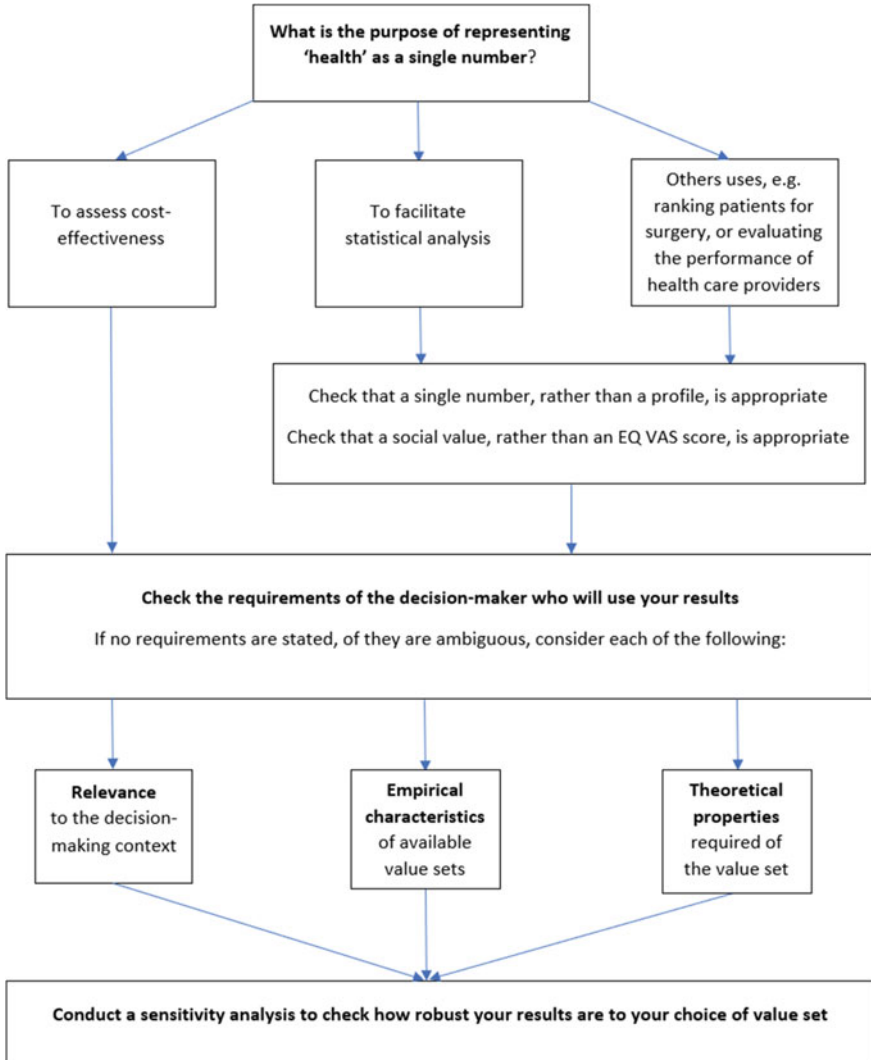 What is the purpose of representing
‘health’ as a single number?
To assess cost-
effectiveness
To facilitate
statistical analysis
Others uses, e.g.
ranking patients for
surgery, or evaluating
the performance of
health care providers
Check that a single number, rather than a profile, is appropriate
Check that a social value, rather than an EQ VAS score, is appropriate
Check the requirements of the decision-maker who will use your results
If no requirements are stated, of they are ambiguous, consider each of the following:
Relevance
to the decision-
making context
Empirical
characteristics
of available
value sets
Theoretical
properties
required of
the value set
Conduct a sensitivity analysis to check how robust your results are to your choice of value set